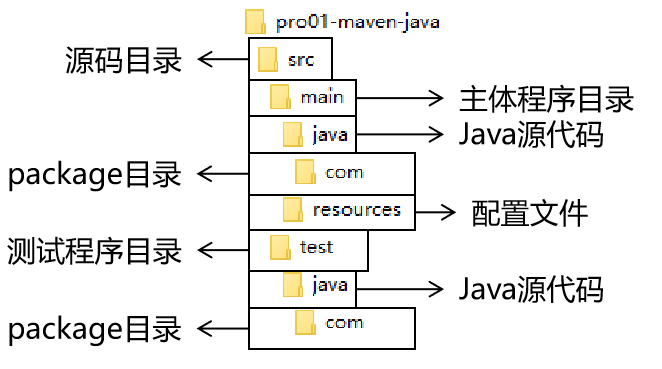 pro01-maven-java
源码目录
src
main
主体程序目录
java
Java源代码
package目录
com
resources
配置文件
测试程序目录
test
java
Java源代码
package目录
com